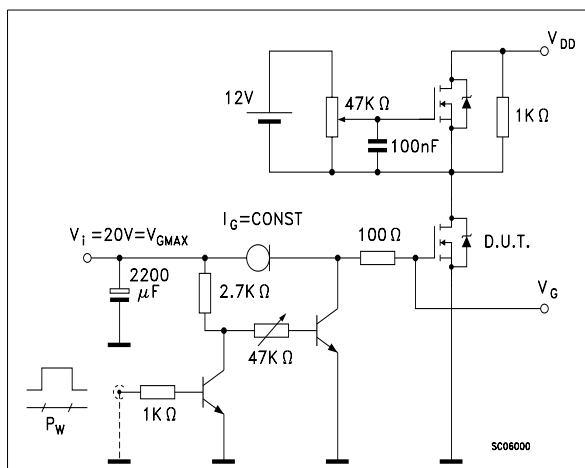 V_DD
12V
47KΩ
1KΩ
100nF
I_G=CONST
V_i=20V=V_GMAX
100Ω
D.U.T.
2200
µF
2.7KΩ
V_G
47KΩ
1KΩ
P_W
SC06000